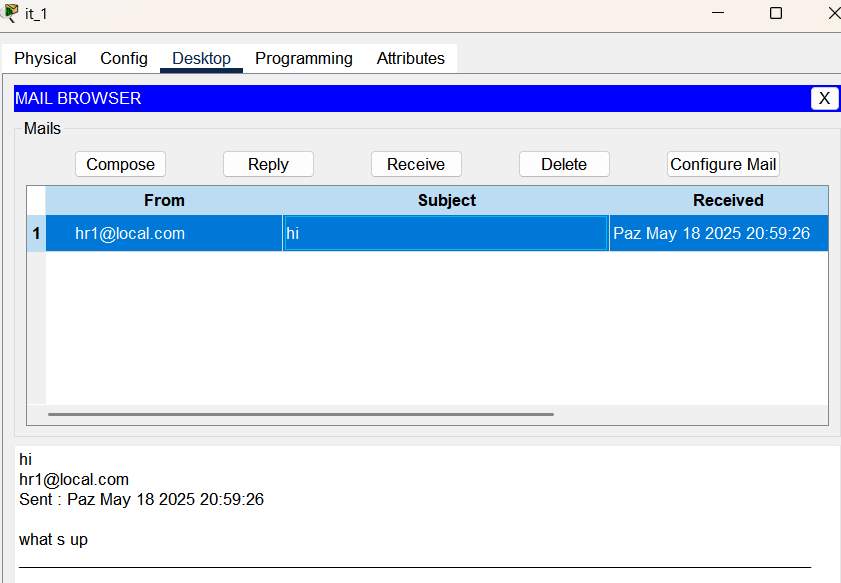 it_1
Physical Config Desktop Programming Attributes
MAIL BROWSER X
Mails
Compose Reply Receive Delete Configure Mail
From Subject Received
1 hr1@local.com hi Paz May 18 2025 20:59:26
hi
hr1@local.com
Sent : Paz May 18 2025 20:59:26
what s up